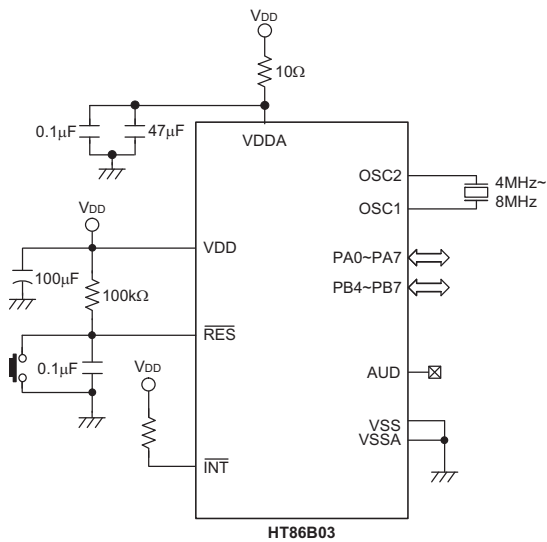 VDD
10Ω
0.1μF
47μF
VDDA
OSC2
4MHz~
8MHz
OSC1
VDD
VDD
PA0~PA7
100μF
100kΩ
PB4~PB7
RES
0.1μF
VDD
AUD
VSS
VSSA
INT
HT86B03